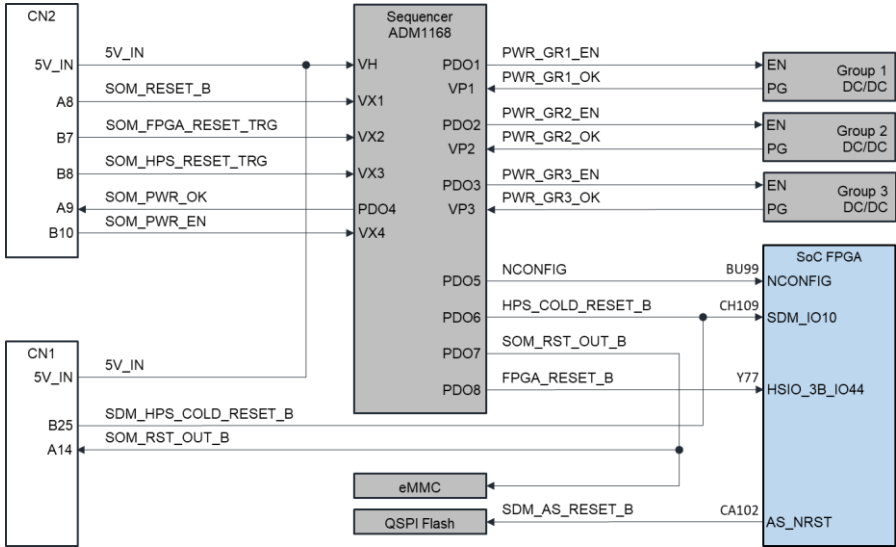 CN2
5V_IN
A8
B7
B8
A9
B10
5V_IN
SOM_RESET_B
SOM_FPGA_RESET_TRG
SOM_HPS_RESET_TRG
SOM_PWR_OK
SOM_PWR_EN
Sequencer
ADM1168
VH
VX1
VX2
VX3
PDO4
VX4
PDO1
VP1
PDO2
VP2
PDO3
VP3
PDO5
PDO6
PDO7
PDO8
PWR_GR1_EN
PWR_GR1_OK
PWR_GR2_EN
PWR_GR2_OK
PWR_GR3_EN
PWR_GR3_OK
EN
PG
Group 1
DC/DC
EN
PG
Group 2
DC/DC
EN
PG
Group 3
DC/DC
NCONFIG
HPS_COLD_RESET_B
SOM_RST_OUT_B
FPGA_RESET_B
BU99
CH109
Y77
SoC FPGA
NCONFIG
SDM_IO10
HSIO_3B_IO44
AS_NRST
CN1
5V_IN
B25
A14
5V_IN
SDM_HPS_COLD_RESET_B
SOM_RST_OUT_B
eMMC
QSPI Flash
SDM_AS_RESET_B
CA102